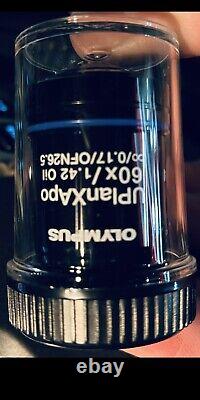 OLYMPUS
UPlanXApo
60x/1.42 Oil
∞/0.17/OFN26.5